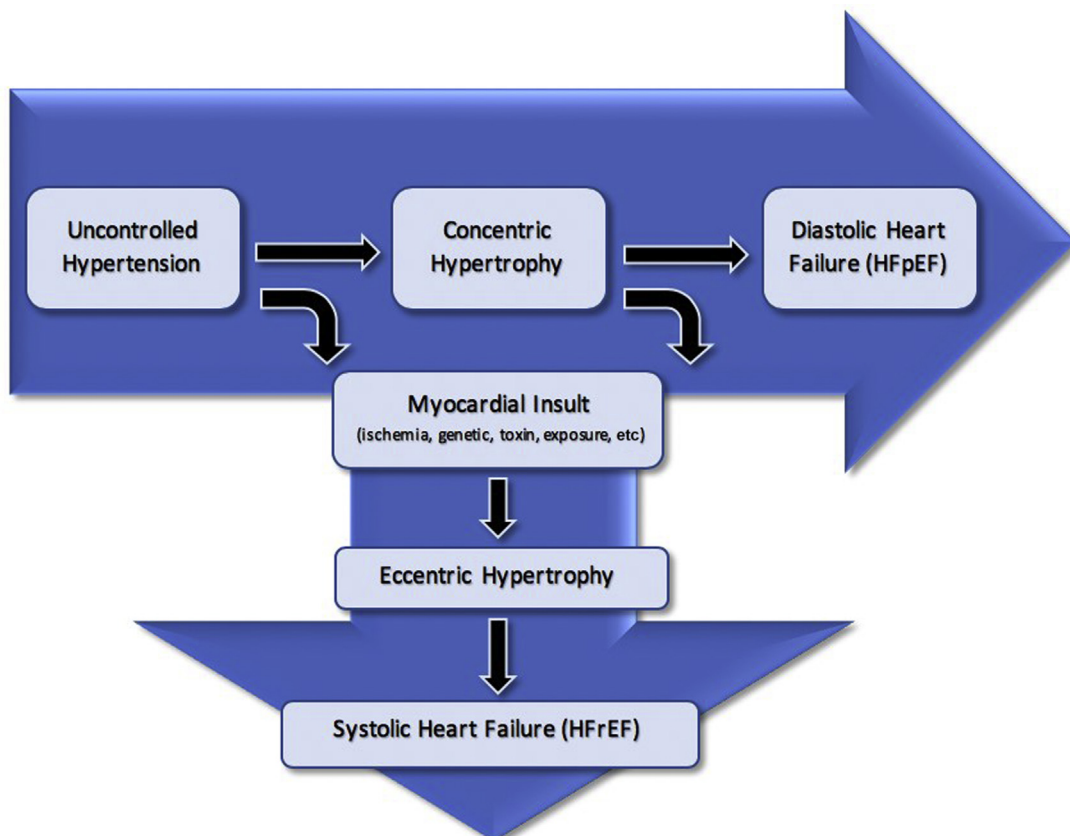 Uncontrolled
Hypertension
Concentric
Hypertrophy
Diastolic Heart
Failure (HFpEF)
Myocardial Insult
(ischemia, genetic, toxin, exposure, etc)
Eccentric Hypertrophy
Systolic Heart Failure (HFrEF)